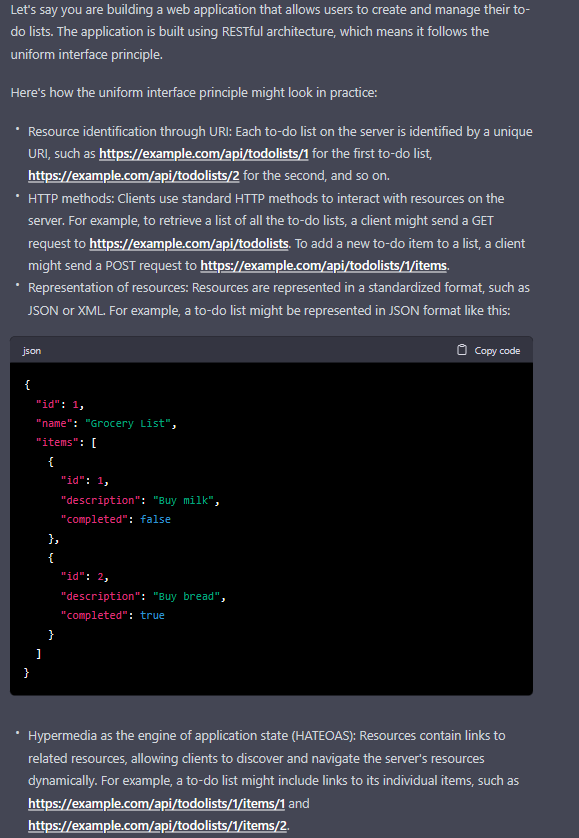 Let's say you are building a web application that allows users to create and manage their to-
do lists. The application is built using RESTful architecture, which means it follows the
uniform interface principle.
Here's how the uniform interface principle might look in practice:
• Resource identification through URI: Each to-do list on the server is identified by a unique
URI, such as https://example.com/api/todolists/1 for the first to-do list,
https://example.com/api/todolists/2 for the second, and so on.
• HTTP methods: Clients use standard HTTP methods to interact with resources on the
server. For example, to retrieve a list of all the to-do lists, a client might send a GET
request to https://example.com/api/todolists. To add a new to-do item to a list, a client
might send a POST request to https://example.com/api/todolists/1/items.
• Representation of resources: Resources are represented in a standardized format, such as
JSON or XML. For example, a to-do list might be represented in JSON format like this:
json Copy code
{
"id": 1,
"name": "Grocery List",
"items": [
{
"id": 1,
"description": "Buy milk",
"completed": false
},
{
"id": 2,
"description": "Buy bread",
"completed": true
}
]
}
• Hypermedia as the engine of application state (HATEOAS): Resources contain links to
related resources, allowing clients to discover and navigate the server's resources
dynamically. For example, a to-do list might include links to its individual items, such as
https://example.com/api/todolists/1/items/1 and
https://example.com/api/todolists/1/items/2.